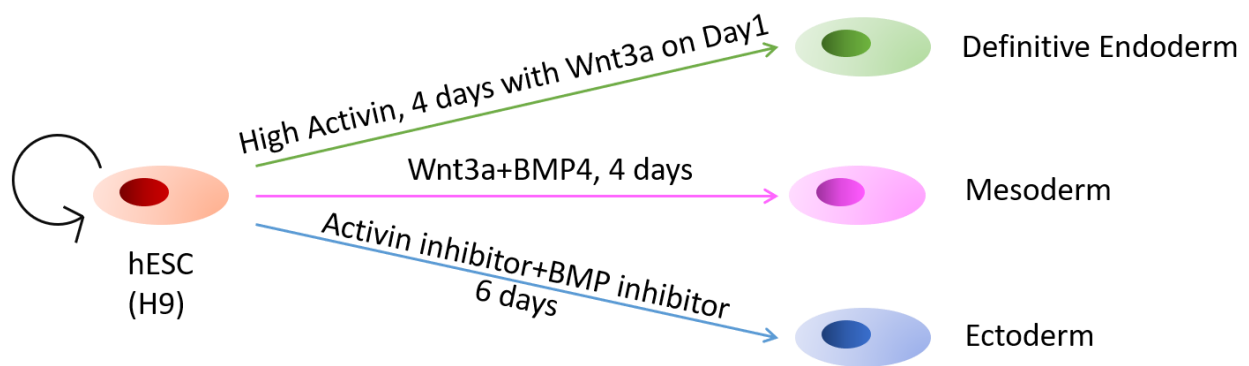 High Activin, 4 days with Wnt3a on Day1
Definitive Endoderm
Wnt3a+BMP4, 4 days
Mesoderm
hESC
(H9)
Activin inhibitor+BMP inhibitor
6 days
Ectoderm